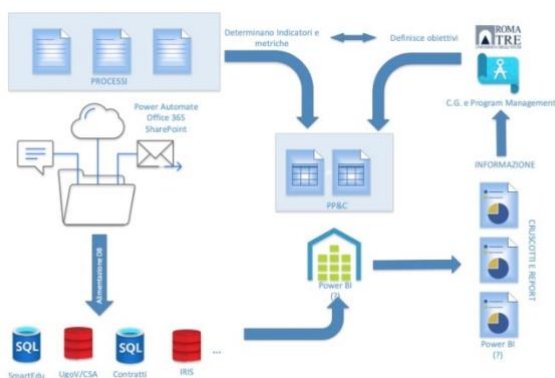 Determinano Indicatori e
metriche
Definisce obiettivi
ROMA
TRE
PROCESSI
C.G. e Program Management
Power Automate
Office 365
SharePoint
INFORMAZIONE
PP&C
Alimentazione DB
CRUSCOTTI E REPORT
Power BI
(?)
Power BI
(?)
SQL
SQL
SmartEdu
UgoV/CSA
Contratti
IRIS
...